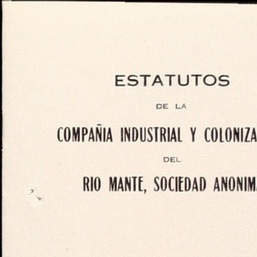 ESTATUTOS
DE LA
COMPAÑIA INDUSTRIAL Y COLONIZA
DEL
RIO MANTE, SOCIEDAD ANONIM